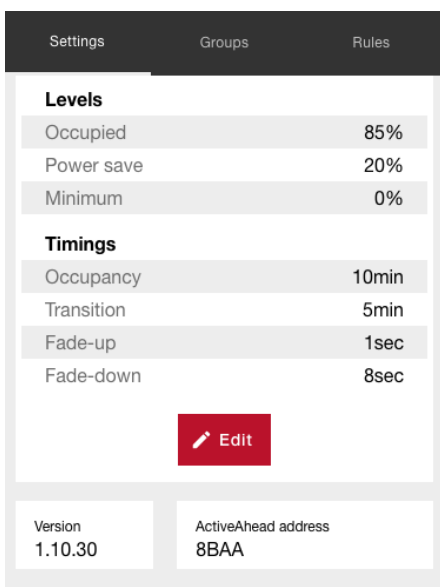 Settings Groups Rules
Levels
Occupied 85%
Power save 20%
Minimum 0%
Timings
Occupancy 10min
Transition 5min
Fade-up 1sec
Fade-down 8sec
Edit
Version ActiveAhead address
1.10.30 8BAA